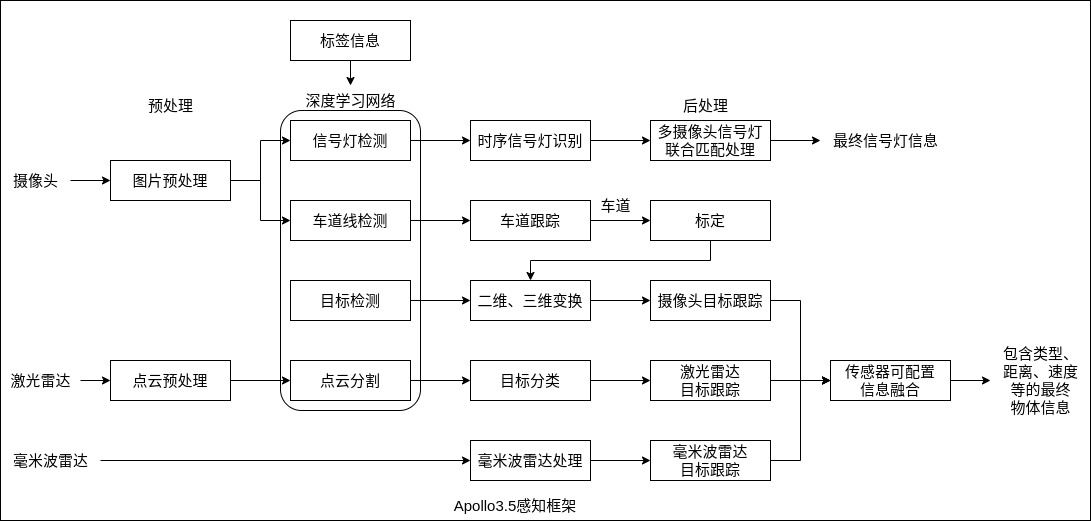 标签信息
预处理
深度学习网络
后处理
信号灯检测
时序信号灯识别
多摄像头信号灯
联合匹配处理
最终信号灯信息
摄像头
图片预处理
车道线检测
车道跟踪
车道
标定
目标检测
二维、三维变换
摄像头目标跟踪
激光雷达
点云预处理
点云分割
目标分类
激光雷达
目标跟踪
传感器可配置
信息融合
包含类型、
距离、速度
等的最终
物体信息
毫米波雷达
毫米波雷达处理
毫米波雷达
目标跟踪
Apollo3.5感知框架